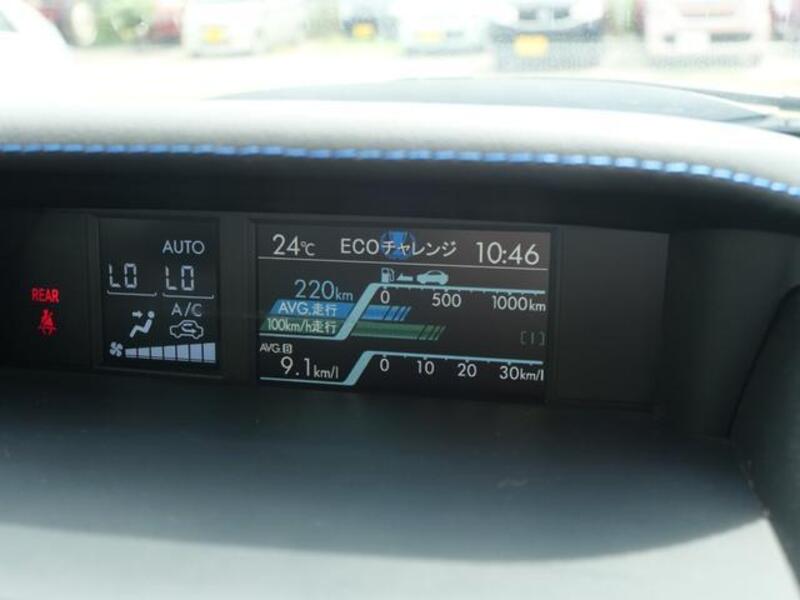 REAR
AUTO
LO LO
A/C
24℃ ECOチャレンジ 10:46
220km
0 500 1000km
AVG.走行
100km/h走行
AVG.B
9.1km/l
0 10 20 30km/l